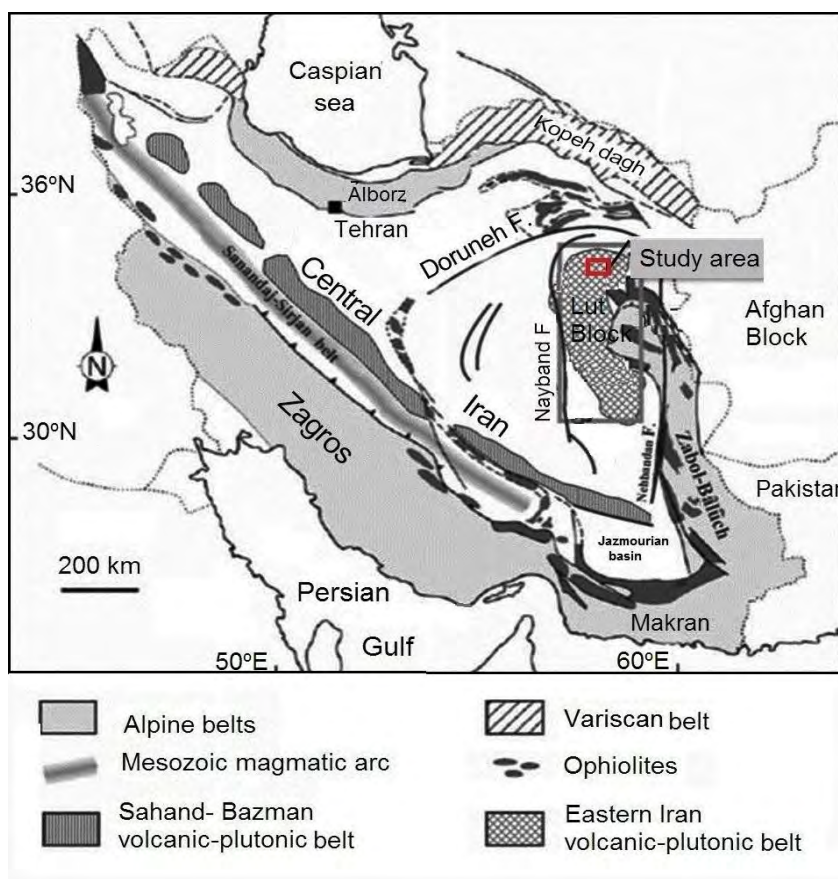 Caspian
sea
Kopeh dagh
36°N
Alborz
Tehran
Doruneh F.
Study area
Central
Sanandaj-Sirjan belt
Lut
Block
Afghan
Block
N
Nayband F
Zagros
Iran
30°N
Nehbandan F.
Zabol-Baluch
Pakistan
200 km
Jazmourian
basin
Persian
Gulf
Makran
50°E
60°E
Alpine belts
Variscan belt
Mesozoic magmatic arc
Ophiolites
Sahand- Bazman
volcanic-plutonic belt
Eastern Iran
volcanic-plutonic belt